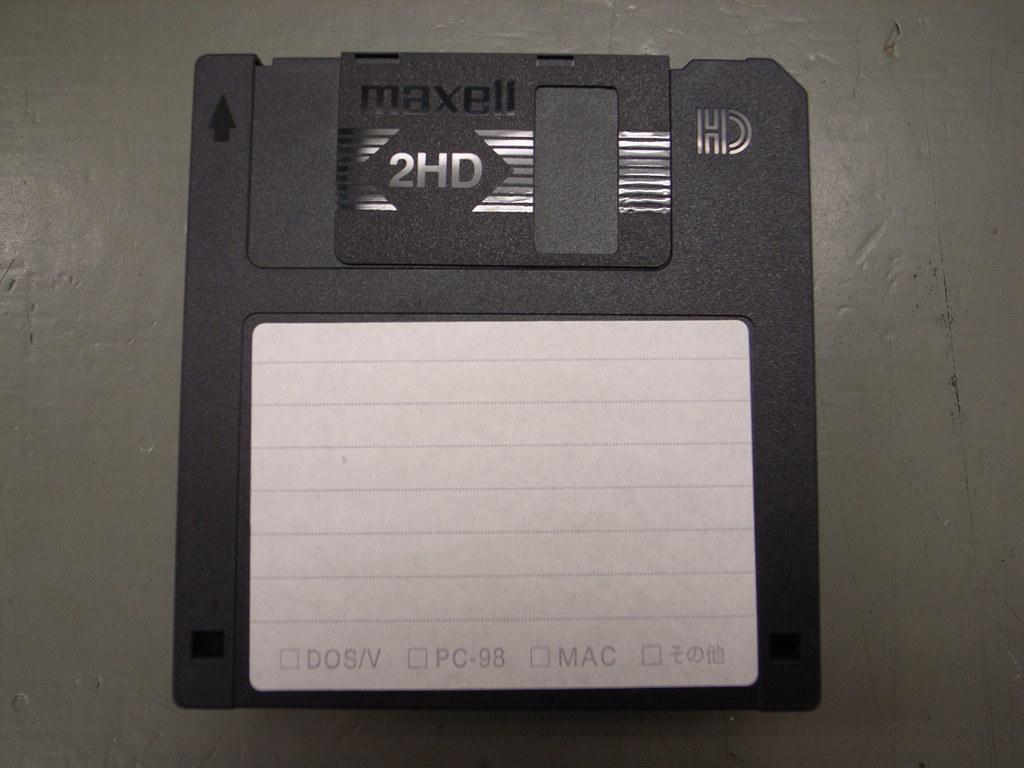 maxell
2HD
HD
DOS/V PC-98 MAC その他